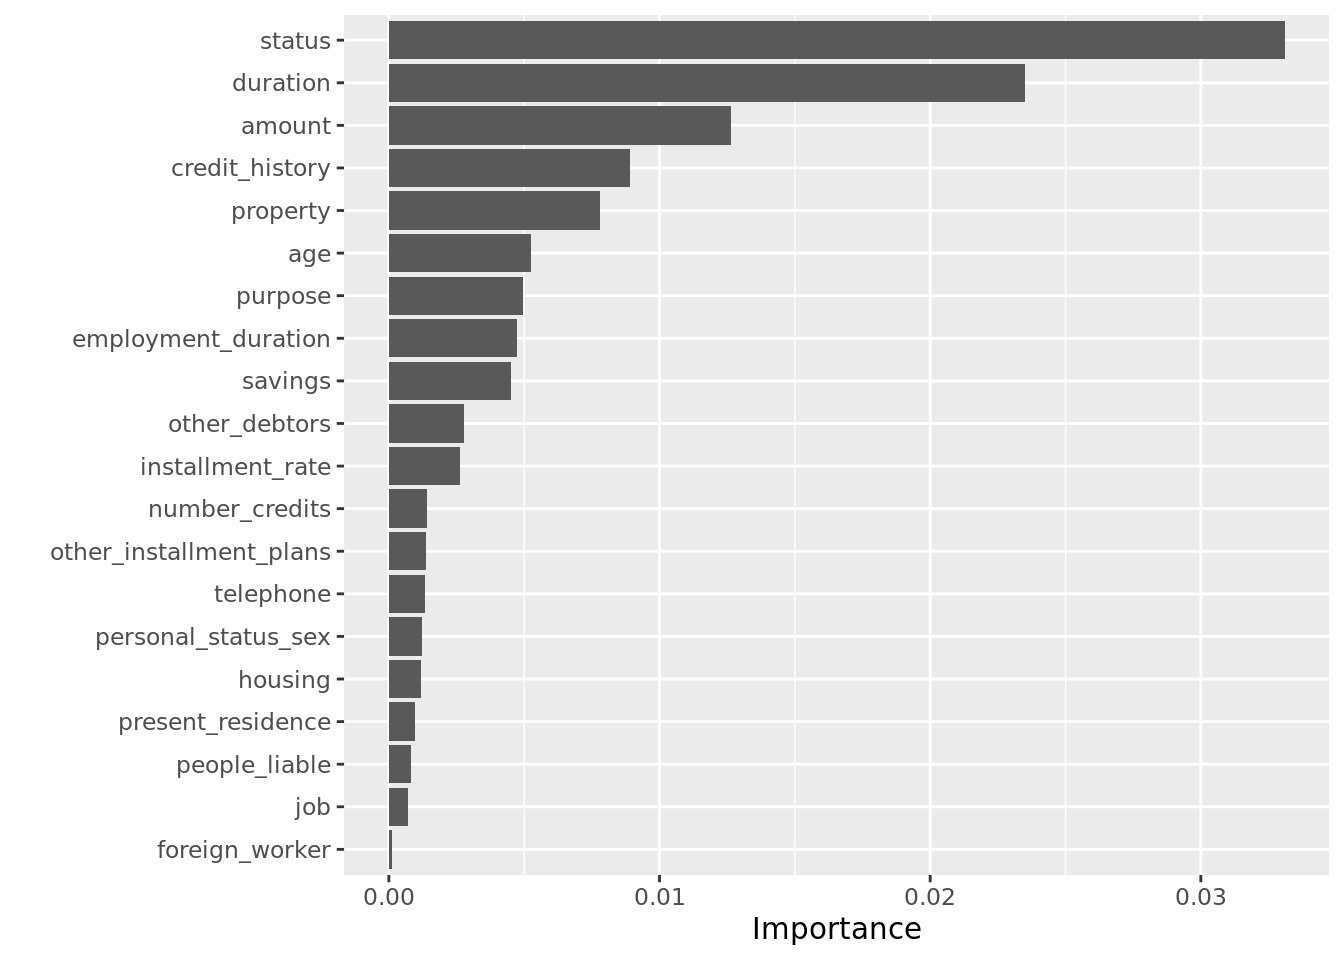 status
duration
amount
credit_history
property
age
purpose
employment_duration
savings
other_debtors
installment_rate
number_credits
other_installment_plans
telephone
personal_status_sex
housing
present_residence
people_liable
job
foreign_worker
0.00 0.01 0.02 0.03
Importance